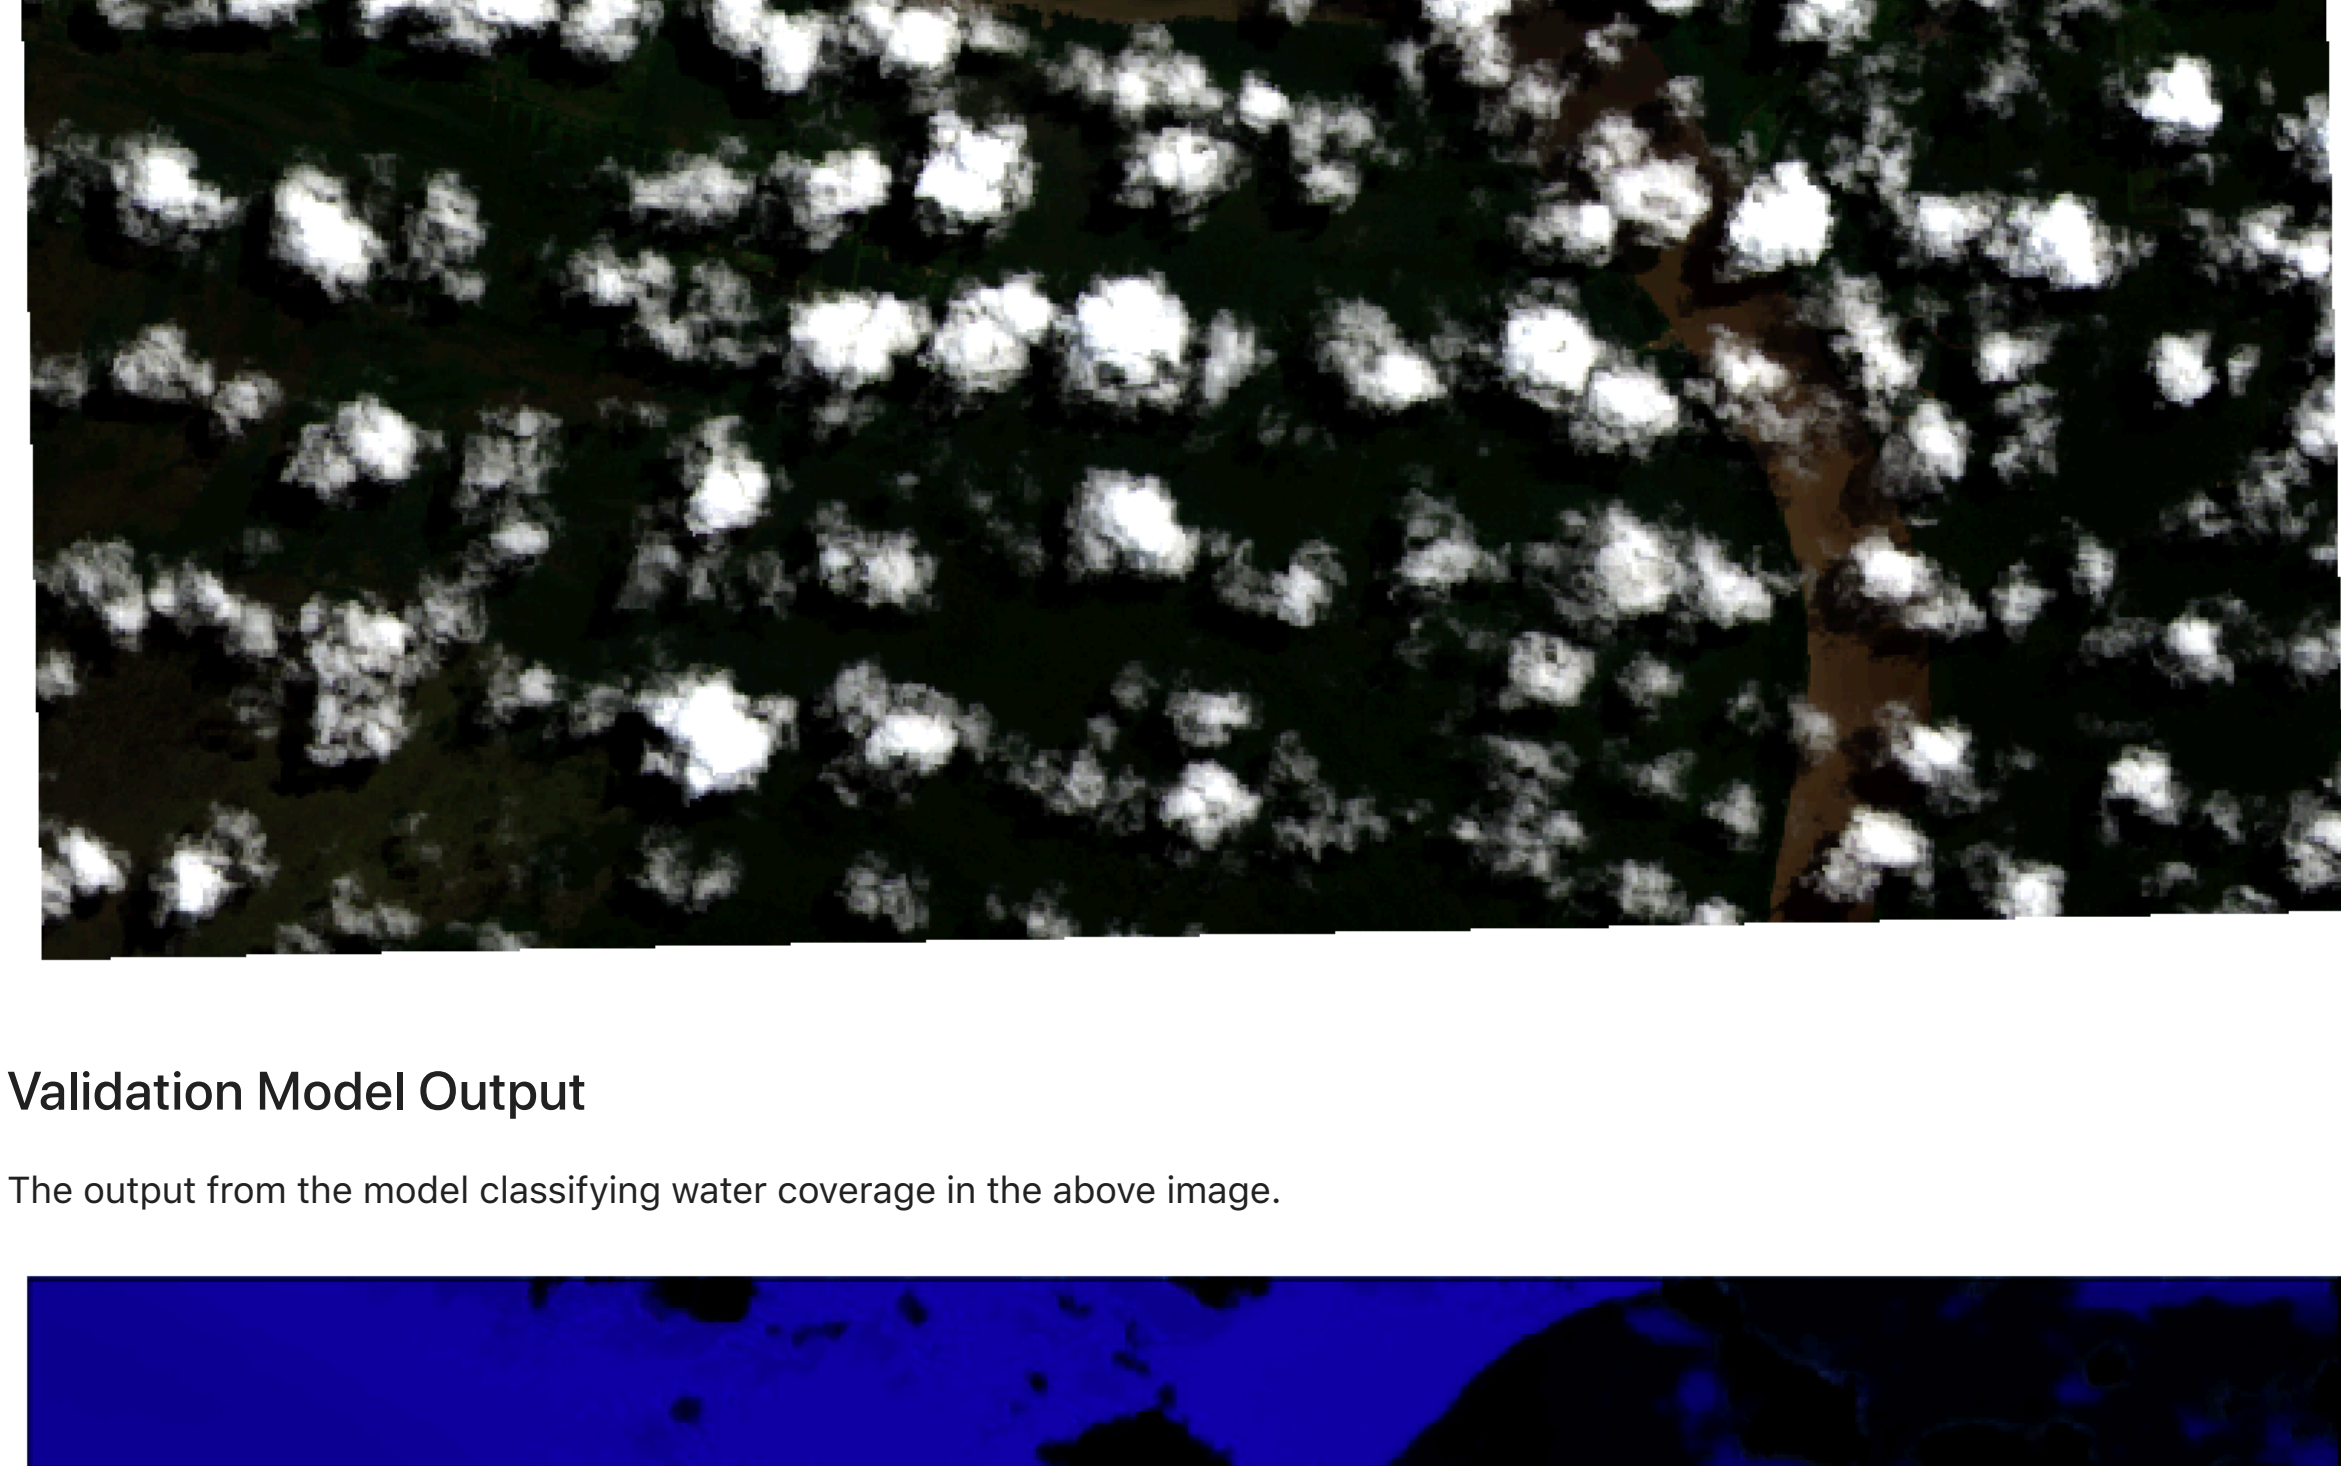 Validation Model Output
The output from the model classifying water coverage in the above image.